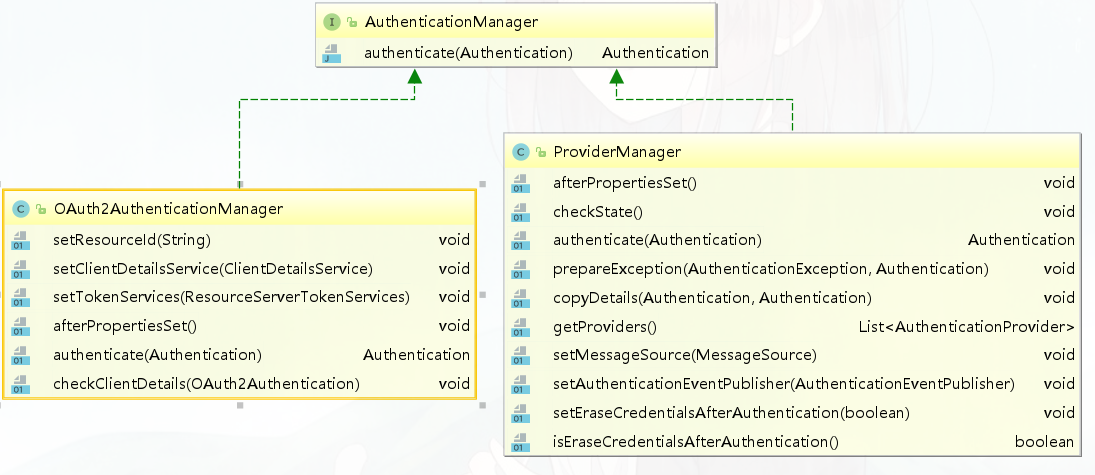 AuthenticationManager
authenticate(Authentication) Authentication
OAuth2AuthenticationManager
setResourceId(String) void
setClientDetailsService(ClientDetailsService) void
setTokenServices(ResourceServerTokenServices) void
afterPropertiesSet() void
authenticate(Authentication) Authentication
checkClientDetails(OAuth2Authentication) void
ProviderManager
afterPropertiesSet() void
checkState() void
authenticate(Authentication) Authentication
prepareException(AuthenticationException, Authentication) void
copyDetails(Authentication, Authentication) void
getProviders() List<AuthenticationProvider>
setMessageSource(MessageSource) void
setAuthenticationEventPublisher(AuthenticationEventPublisher) void
setEraseCredentialsAfterAuthentication(boolean) void
isEraseCredentialsAfterAuthentication() boolean